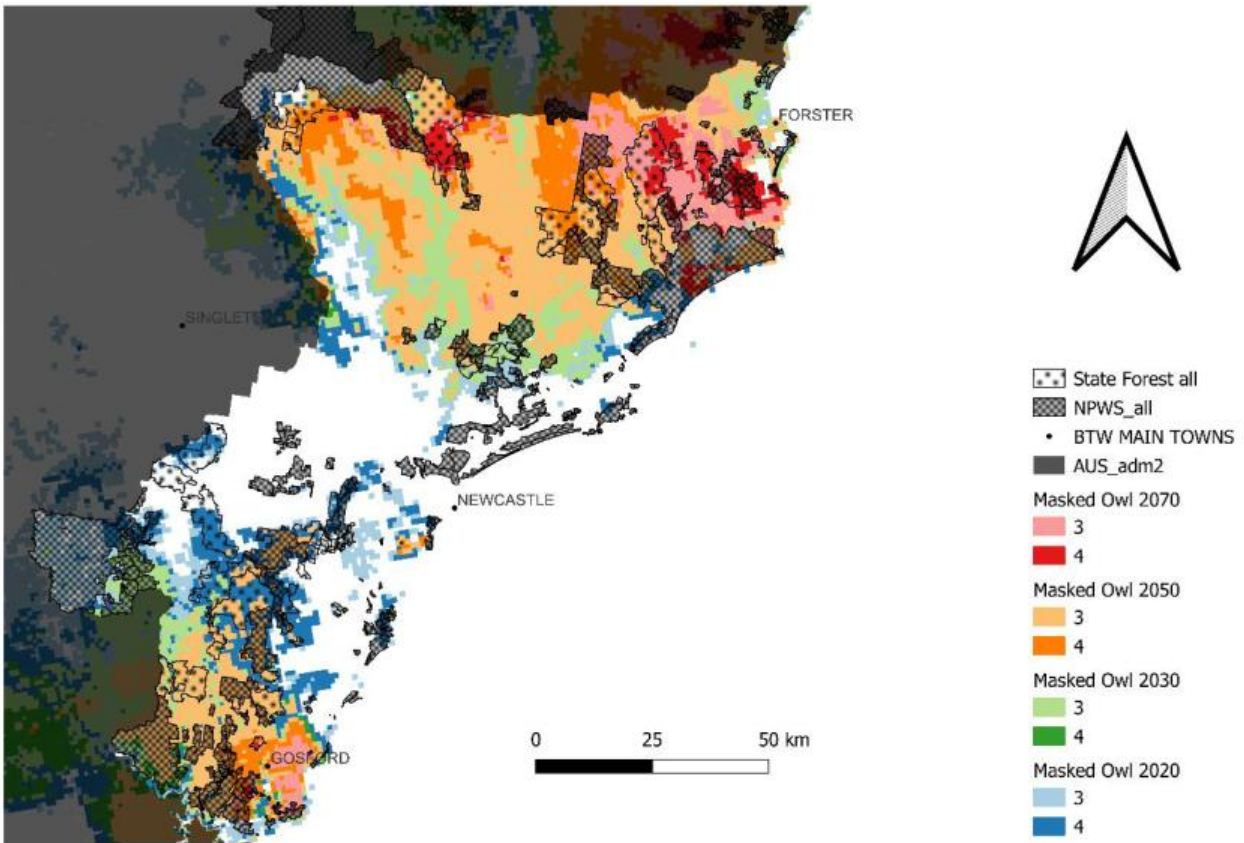 FORSTER
SINGLET
NEWCASTLE
GOSFORD
0 25 50 km
State Forest all
NPWS_all
BTW MAIN TOWNS
AUS_adm2
Masked Owl 2070
3
4
Masked Owl 2050
3
4
Masked Owl 2030
3
4
Masked Owl 2020
3
4